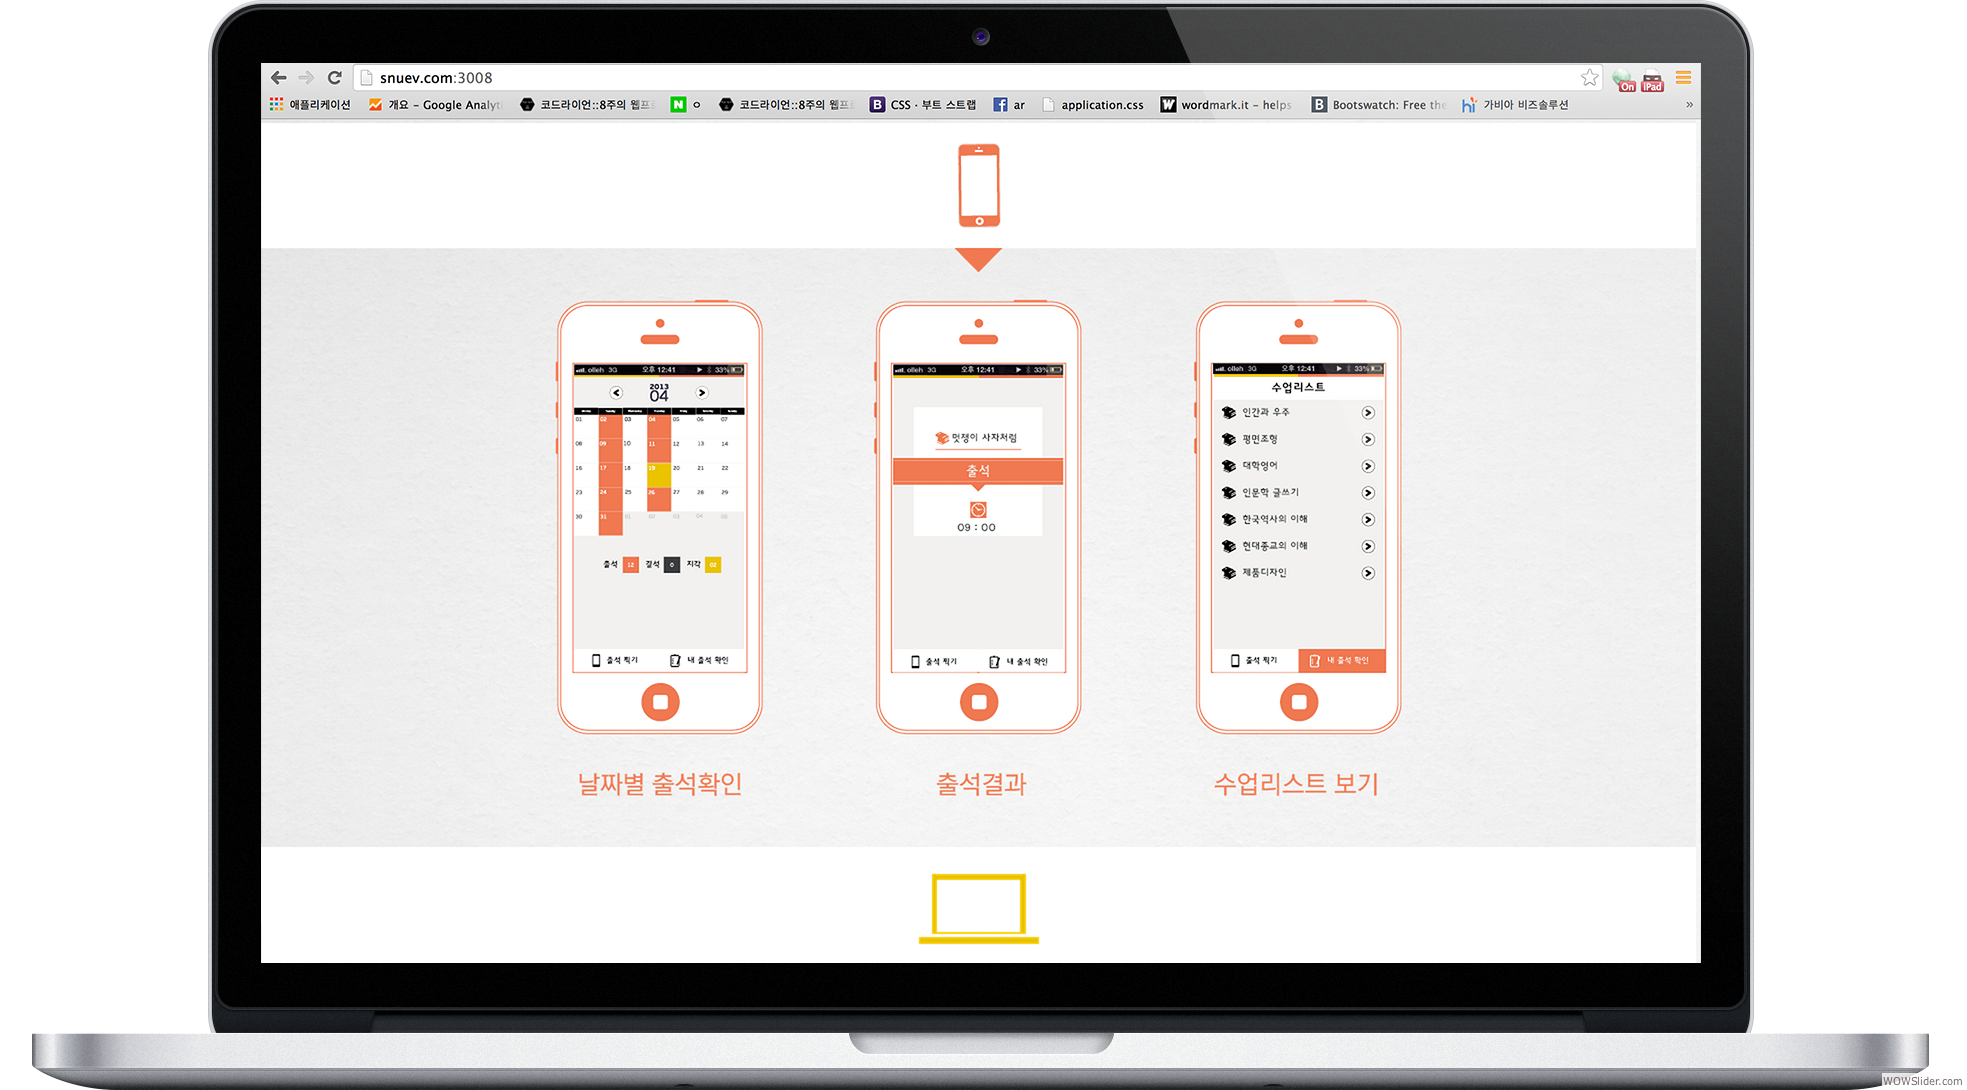 snuev.com:3008
애플리케이션 개요 - Google Analyt 코드라이언::8주의 웹프 N ㅇ 코드라이언::8주의 웹프 B CSS · 부트 스트랩 f ar application.css W wordmark.it - helps B Bootswatch: Free the hi 가비아 비즈솔루션 »
On iPad
olleh 3G 오후 12:41 33%
2013
04
01 02 03 04 05 06 07
08 09 10 11 12 13 14
16 17 18 19 20 21 22
23 24 25 26 27 28 29
30 31 01 02 03 04 05
출석 12 결석 0 지각 02
출석 찍기 내 출석 확인
날짜별 출석확인
olleh 3G 오후 12:41 33%
멋쟁이 사자처럼
출석
09 : 00
출석 찍기 내 출석 확인
출석결과
olleh 3G 오후 12:41 33%
수업리스트
인간과 우주
평면조형
대학영어
인문학 글쓰기
한국역사의 이해
현대종교의 이해
제품디자인
출석 찍기 내 출석 확인
수업리스트 보기
WOWSlider.com